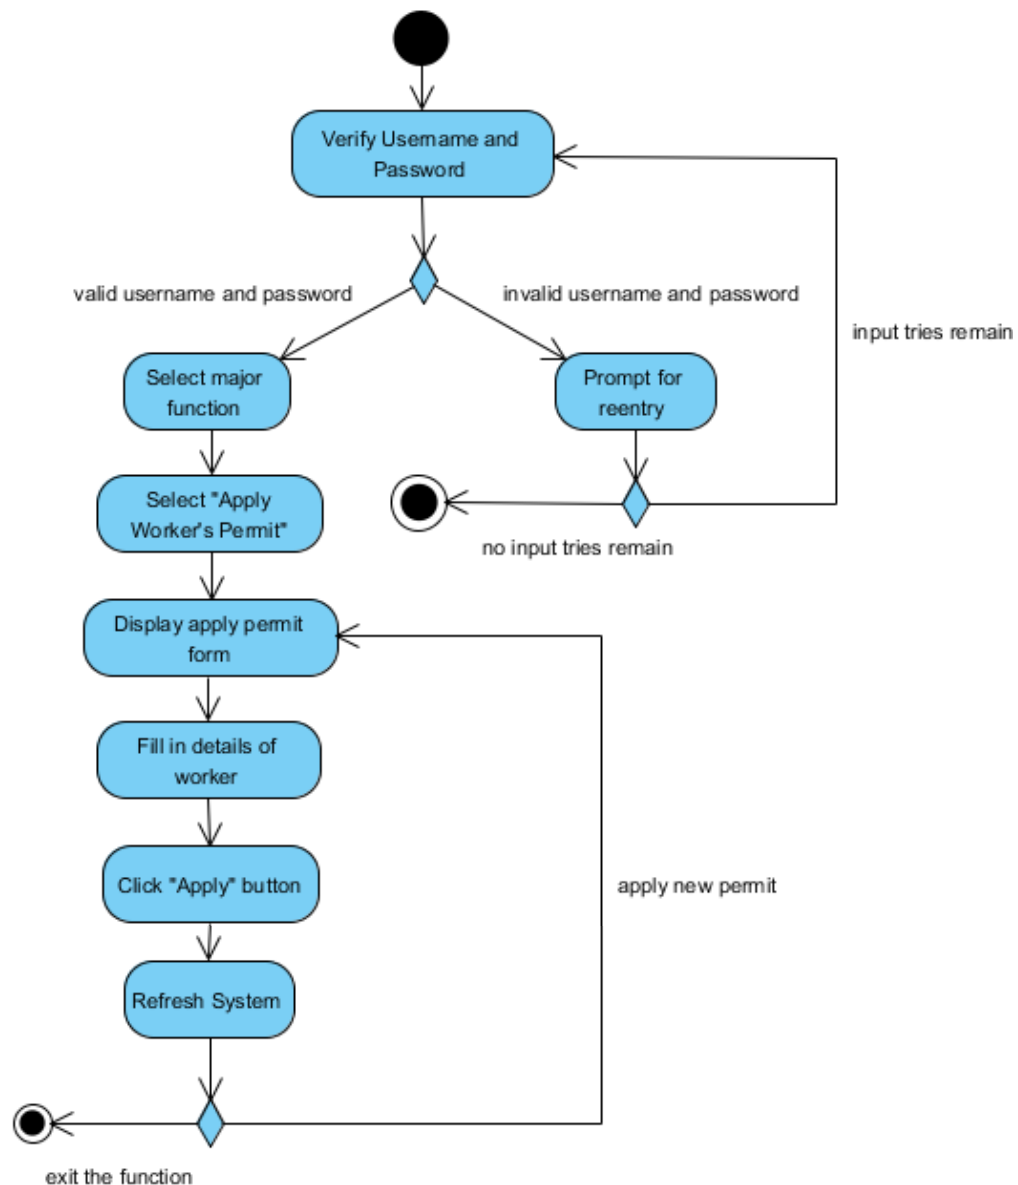 Verify Username and
Password
valid username and password
invalid username and password
input tries remain
Select major
function
Prompt for
reentry
Select "Apply
Worker's Permit"
no input tries remain
Display apply permit
form
Fill in details of
worker
Click "Apply" button
apply new permit
Refresh System
exit the function